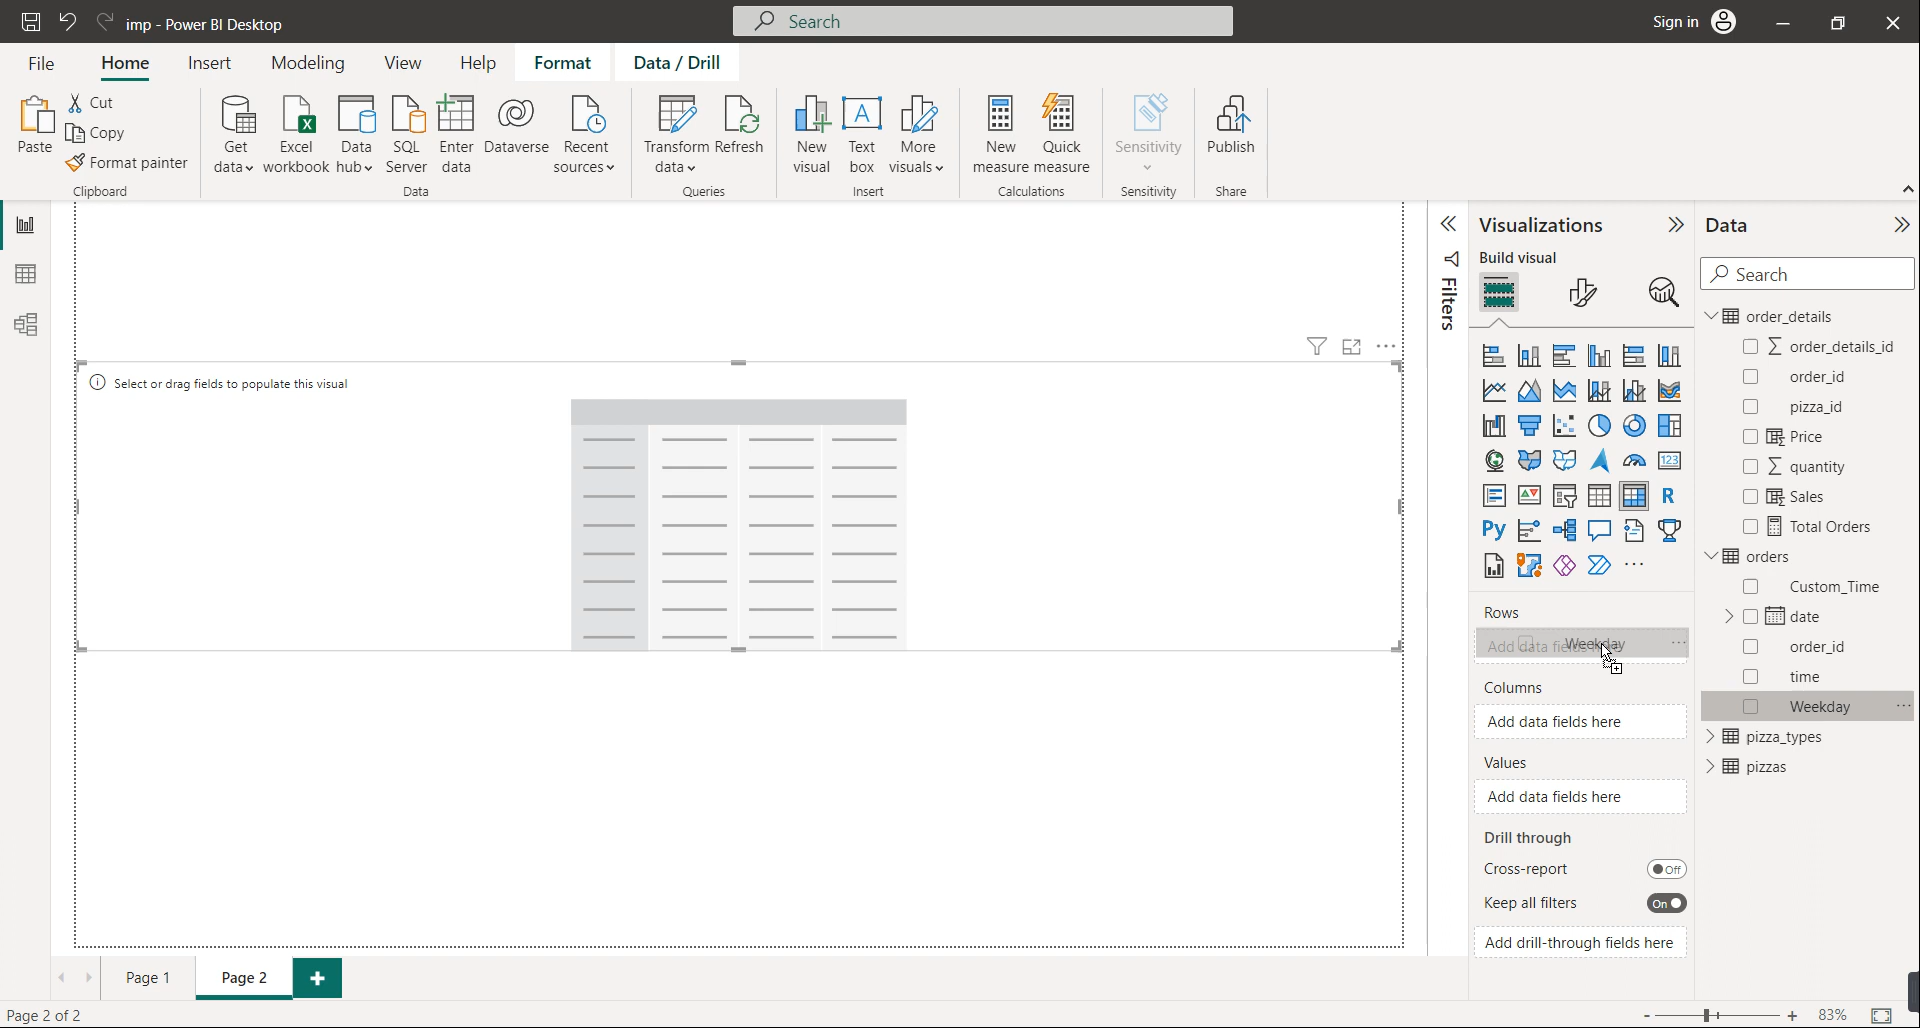 imp - Power BI Desktop
Search
Sign in
File Home Insert Modeling View Help Format Data / Drill
Paste
Cut
Copy
Format painter
Clipboard
Get data
Excel workbook
Data hub
SQL Server
Enter data
Dataverse
Recent sources
Data
Transform data
Refresh
Queries
New visual
Text box
More visuals
Insert
New measure
Quick measure
Calculations
Sensitivity
Sensitivity
Publish
Share
Select or drag fields to populate this visual
Filters
Visualizations
Build visual
123
R
Py
Rows
Add data fields here
Weekday
Columns
Add data fields here
Values
Add data fields here
Drill through
Cross-report
Off
Keep all filters
On
Add drill-through fields here
Data
Search
order_details
order_details_id
order_id
pizza_id
Price
quantity
Sales
Total Orders
orders
Custom_Time
date
order_id
time
Weekday
pizza_types
pizzas
Page 1
Page 2
+
Page 2 of 2
- + 83%